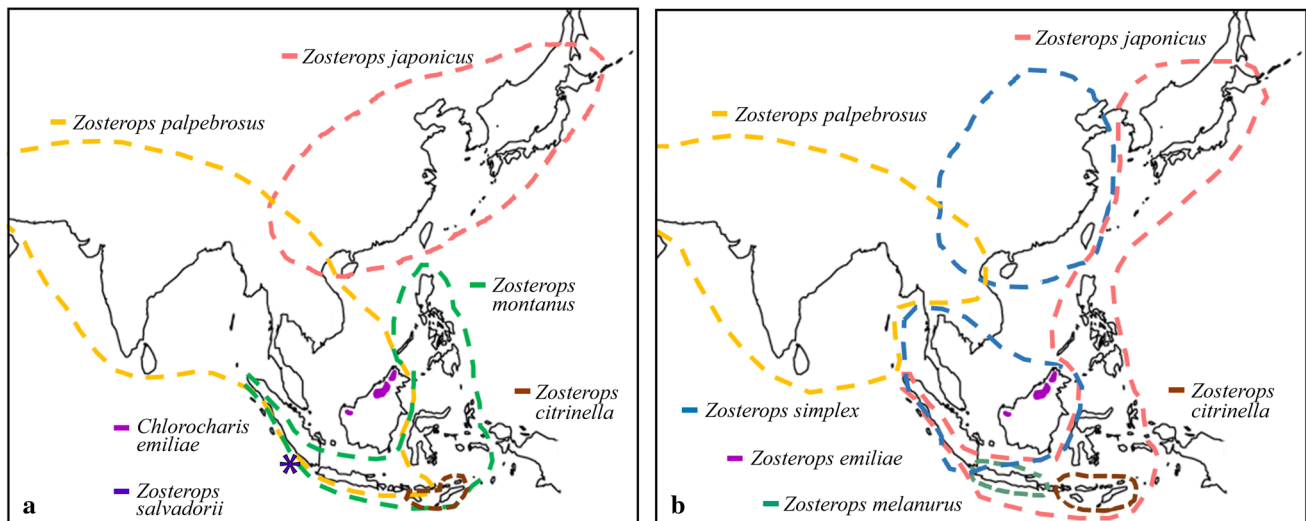 Zosterops japonicus
Zosterops palpebrosus
Zosterops
montanus
Zosterops
citrinella
Chlorocharis
emiliae
Zosterops
salvadorii
a
Zosterops japonicus
Zosterops palpebrosus
Zosterops simplex
Zosterops
citrinella
Zosterops emiliae
Zosterops melanurus
b